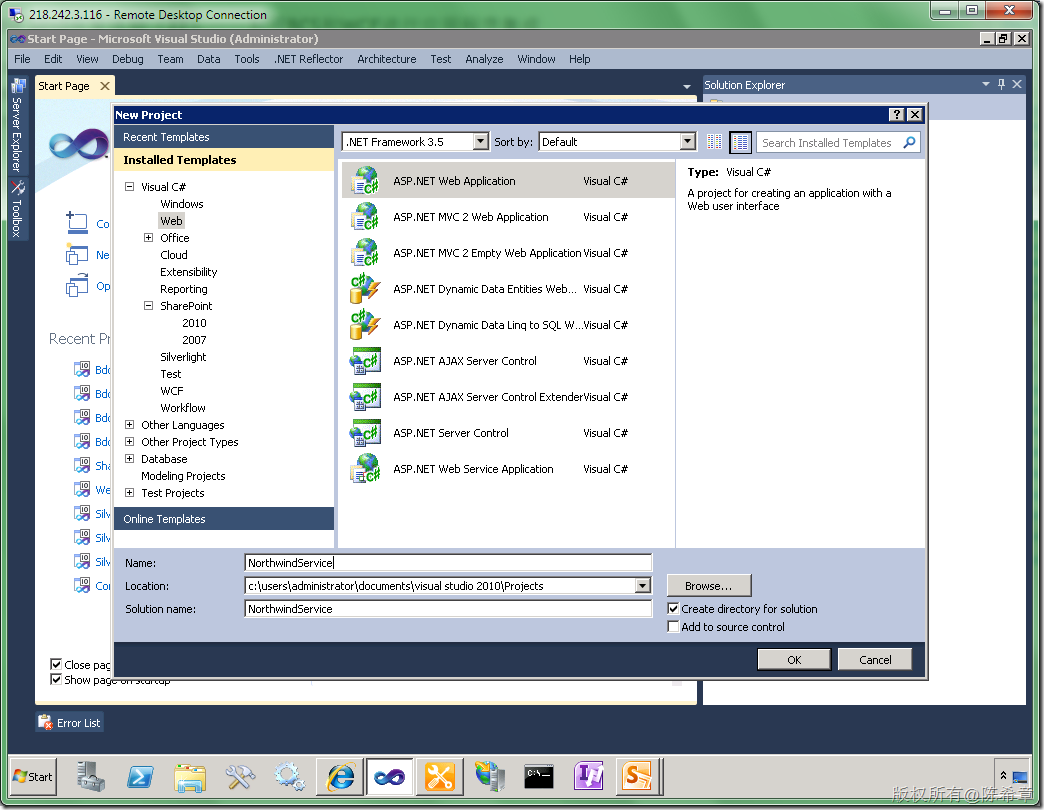 218.242.3.116 - Remote Desktop Connection
Start Page - Microsoft Visual Studio (Administrator)
File Edit View Debug Team Data Tools .NET Reflector Architecture Test Analyze Window Help
Server Explorer
Toolbox
Start Page
Solution Explorer
New Project
Recent Templates
Installed Templates
.NET Framework 3.5 Sort by: Default Search Installed Templates
Visual C#
Windows
Web
Office
Cloud
Extensibility
Reporting
SharePoint
2010
2007
Silverlight
Test
WCF
Workflow
Other Languages
Other Project Types
Database
Modeling Projects
Test Projects
Online Templates
ASP.NET Web Application Visual C#
ASP.NET MVC 2 Web Application Visual C#
ASP.NET MVC 2 Empty Web Application Visual C#
ASP.NET Dynamic Data Entities Web... Visual C#
ASP.NET Dynamic Data Linq to SQL W... Visual C#
ASP.NET AJAX Server Control Visual C#
ASP.NET AJAX Server Control Extender Visual C#
ASP.NET Server Control Visual C#
ASP.NET Web Service Application Visual C#
Type: Visual C#
A project for creating an application with a
Web user interface
Co
Ne
Op
Recent Pr
Bdc
Bdc
Bdc
Bdc
Sha
We
Silv
Silv
Silv
Cor
Name: NorthwindService
Location: c:\users\administrator\documents\visual studio 2010\Projects Browse...
Solution name: NorthwindService
Create directory for solution
Add to source control
OK Cancel
Close pag
Show page on startup
Error List
Start
版权所有@陈希章